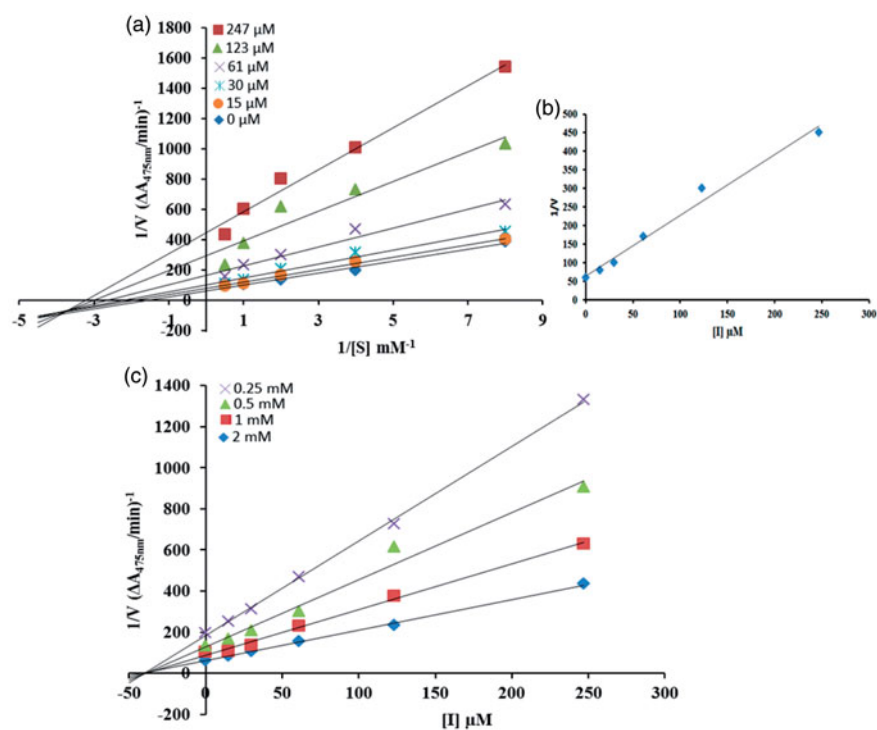 (a)
247 µM
123 µM
61 µM
30 µM
15 µM
0 µM
1800
1600
1400
1200
1000
800
600
400
200
0
-200
-5 -3 -1 1 3 5 7 9
1/V (ΔA475nm/min)-1
1/[S] mM-1
(b)
500
450
400
350
300
250
200
150
100
50
0
0 50 100 150 200 250 300
1/V
[I] µM
(c)
0.25 mM
0.5 mM
1 mM
2 mM
1400
1200
1000
800
600
400
200
0
-200
-50 0 50 100 150 200 250 300
1/V (ΔA475nm/min)-1
[I] µM